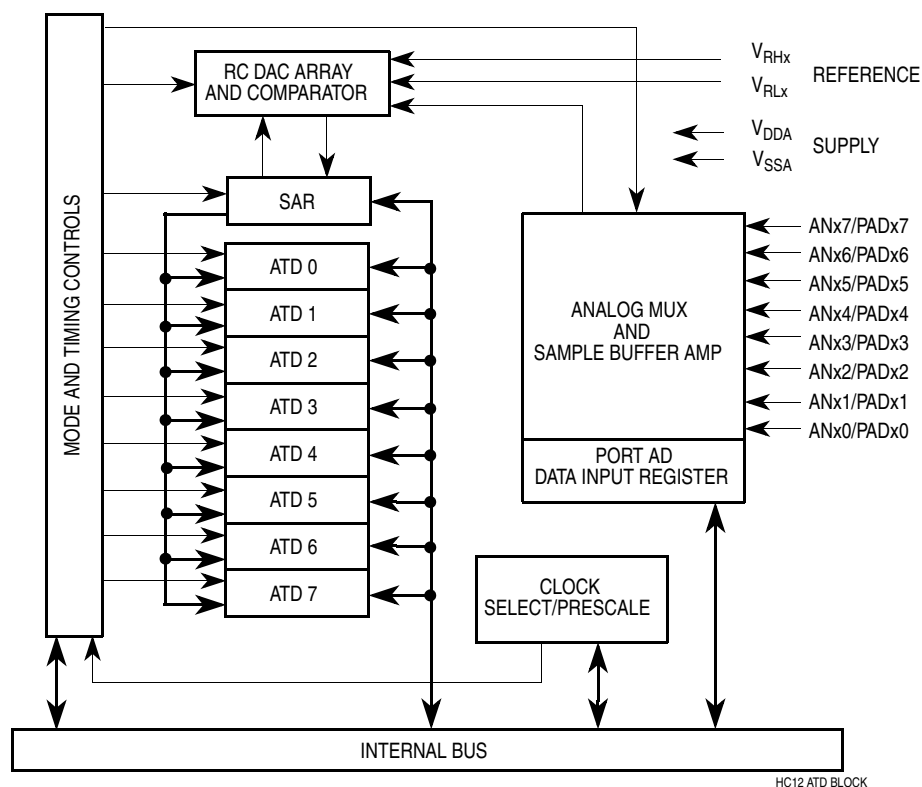 MODE AND TIMING CONTROLS
RC DAC ARRAY
AND COMPARATOR
VRHx
VRLx
REFERENCE
VDDA
VSSA
SUPPLY
SAR
ATD 0
ATD 1
ATD 2
ATD 3
ATD 4
ATD 5
ATD 6
ATD 7
ANALOG MUX
AND
SAMPLE BUFFER AMP
PORT AD
DATA INPUT REGISTER
ANx7/PADx7
ANx6/PADx6
ANx5/PADx5
ANx4/PADx4
ANx3/PADx3
ANx2/PADx2
ANx1/PADx1
ANx0/PADx0
CLOCK
SELECT/PRESCALE
INTERNAL BUS
HC12 ATD BLOCK